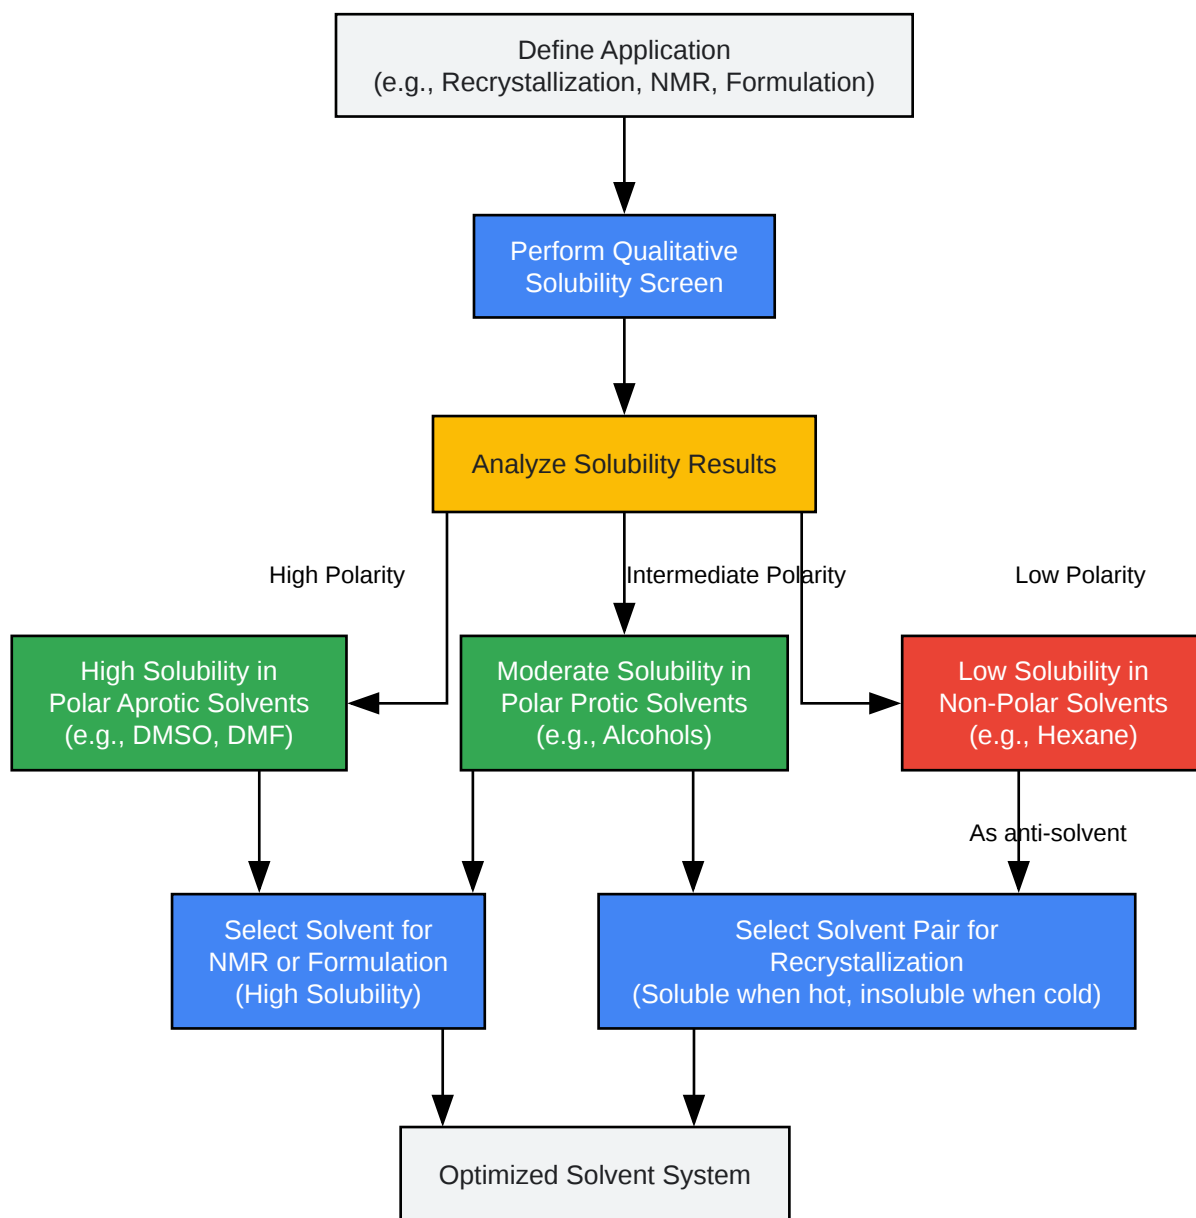 Define Application
(e.g., Recrystallization, NMR, Formulation)
Perform Qualitative
Solubility Screen
Analyze Solubility Results
High Polarity
Intermediate Polarity
Low Polarity
High Solubility in
Polar Aprotic Solvents
(e.g., DMSO, DMF)
Moderate Solubility in
Polar Protic Solvents
(e.g., Alcohols)
Low Solubility in
Non-Polar Solvents
(e.g., Hexane)
As anti-solvent
Select Solvent for
NMR or Formulation
(High Solubility)
Select Solvent Pair for
Recrystallization
(Soluble when hot, insoluble when cold)
Optimized Solvent System